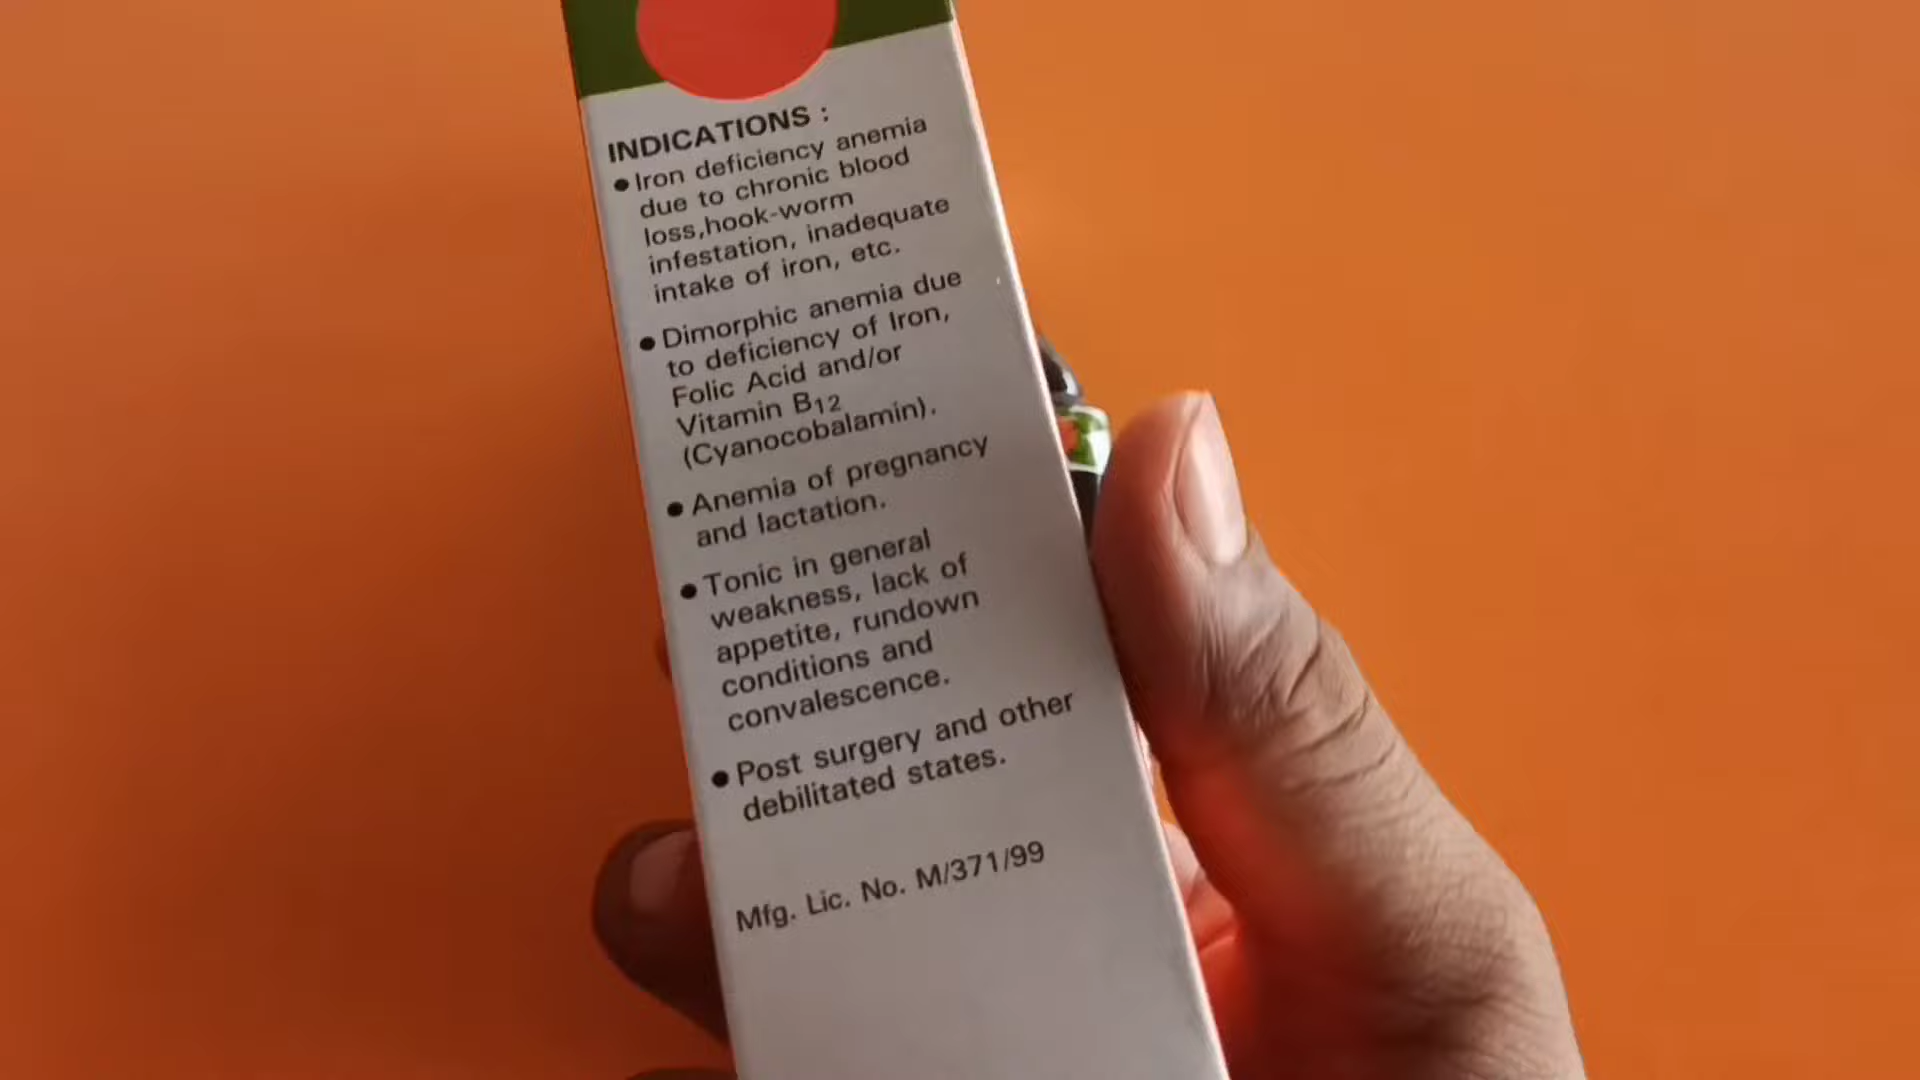 INDICATIONS :
● Iron deficiency anemia
due to chronic blood
loss,hook-worm
infestation, inadequate
intake of iron, etc.
● Dimorphic anemia due
to deficiency of Iron,
Folic Acid and/or
Vitamin B12
(Cyanocobalamin).
● Anemia of pregnancy
and lactation.
● Tonic in general
weakness, lack of
appetite, rundown
conditions and
convalescence.
● Post surgery and other
debilitated states.
Mfg. Lic. No. M/371/99